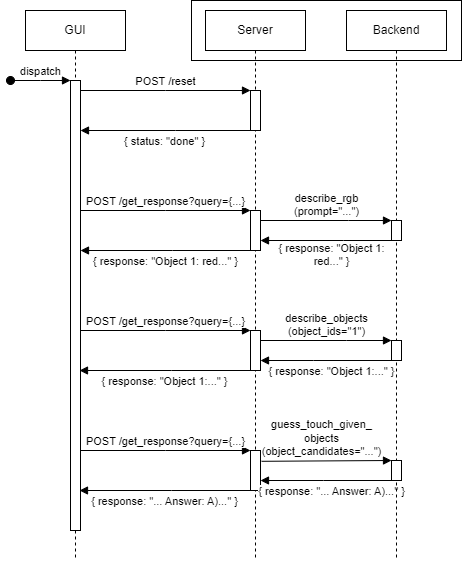 GUI
Server
Backend
dispatch
POST /reset
{ status: "done" }
POST /get_response?query={...}
describe_rgb
(prompt="...")
{ response: "Object 1: red..." }
{ response: "Object 1:
red..." }
POST /get_response?query={...}
describe_objects
(object_ids="1")
{ response: "Object 1:..." }
{ response: "Object 1:..." }
POST /get_response?query={...}
guess_touch_given_
objects
(object_candidates="...")
{ response: "... Answer: A)..." }
{ response: "... Answer: A)..." }